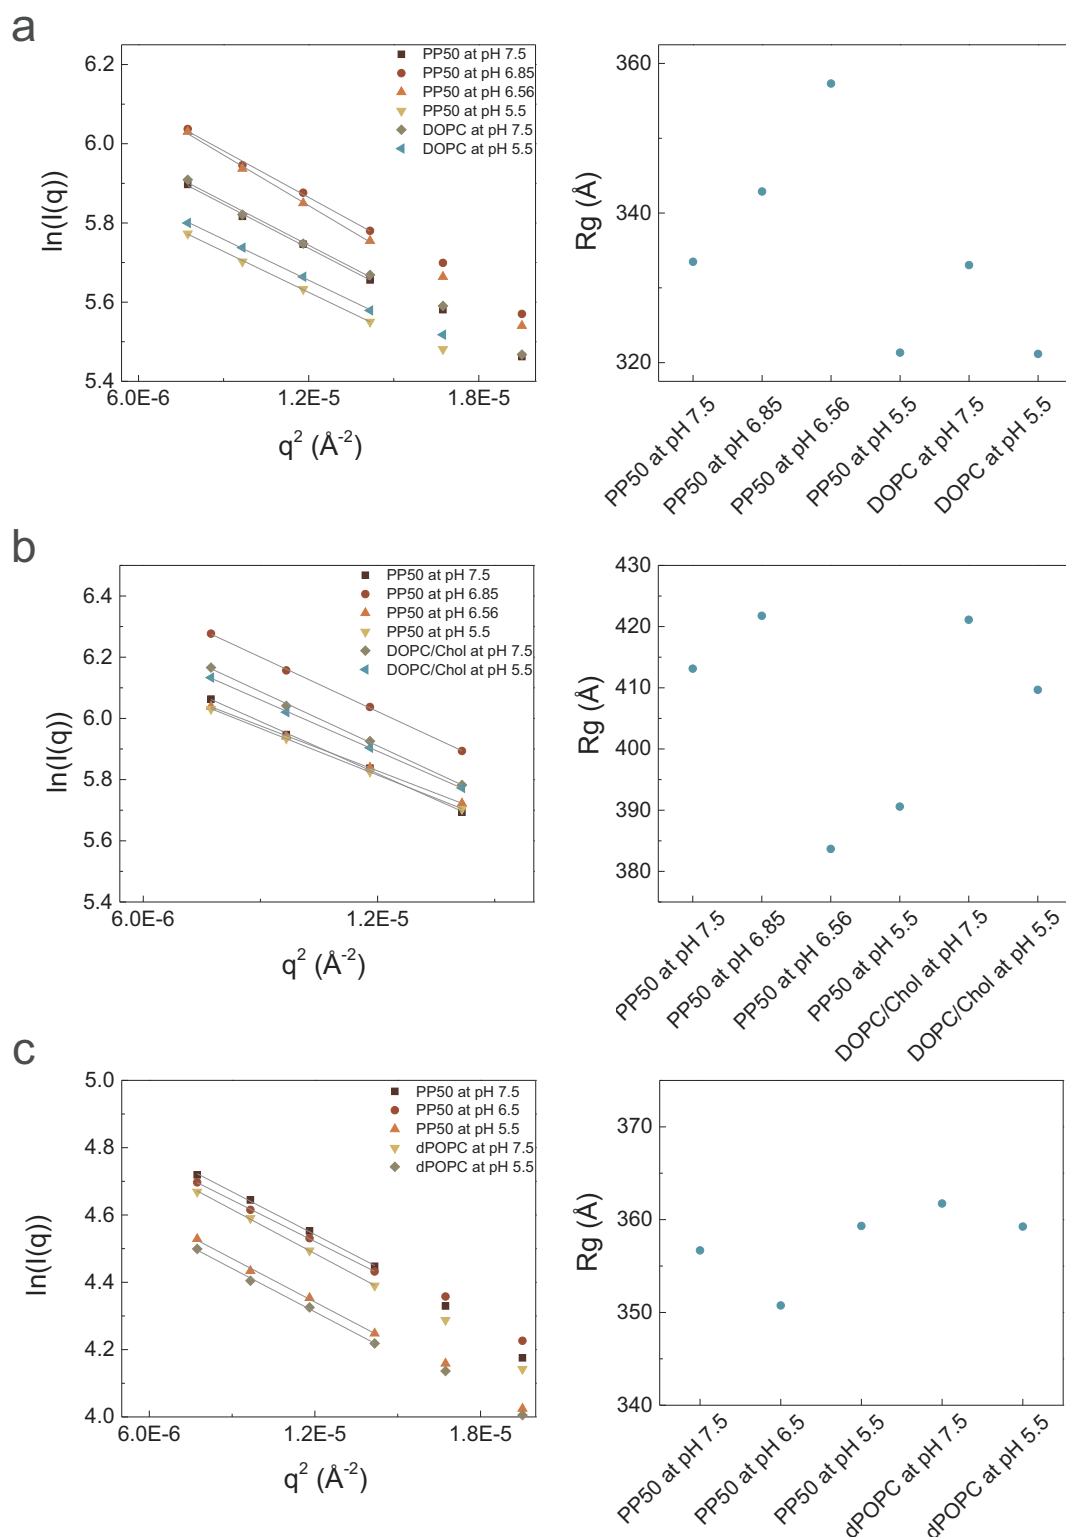 a
6.2
6.0
5.8
5.6
5.4
ln(I(q))
6.0E-6
1.2E-5
1.8E-5
q² (Å⁻²)
PP50 at pH 7.5
PP50 at pH 6.85
PP50 at pH 6.56
PP50 at pH 5.5
DOPC at pH 7.5
DOPC at pH 5.5
360
340
320
Rg (Å)
PP50 at pH 7.5
PP50 at pH 6.85
PP50 at pH 6.56
PP50 at pH 5.5
DOPC at pH 7.5
DOPC at pH 5.5
b
6.4
6.2
6.0
5.8
5.6
5.4
ln(I(q))
6.0E-6
1.2E-5
q² (Å⁻²)
PP50 at pH 7.5
PP50 at pH 6.85
PP50 at pH 6.56
PP50 at pH 5.5
DOPC/Chol at pH 7.5
DOPC/Chol at pH 5.5
430
420
410
400
390
380
Rg (Å)
PP50 at pH 7.5
PP50 at pH 6.85
PP50 at pH 6.56
PP50 at pH 5.5
DOPC/Chol at pH 7.5
DOPC/Chol at pH 5.5
c
5.0
4.8
4.6
4.4
4.2
4.0
ln(I(q))
6.0E-6
1.2E-5
1.8E-5
q² (Å⁻²)
PP50 at pH 7.5
PP50 at pH 6.5
PP50 at pH 5.5
dPOPC at pH 7.5
dPOPC at pH 5.5
370
360
350
340
Rg (Å)
PP50 at pH 7.5
PP50 at pH 6.5
PP50 at pH 5.5
dPOPC at pH 7.5
dPOPC at pH 5.5